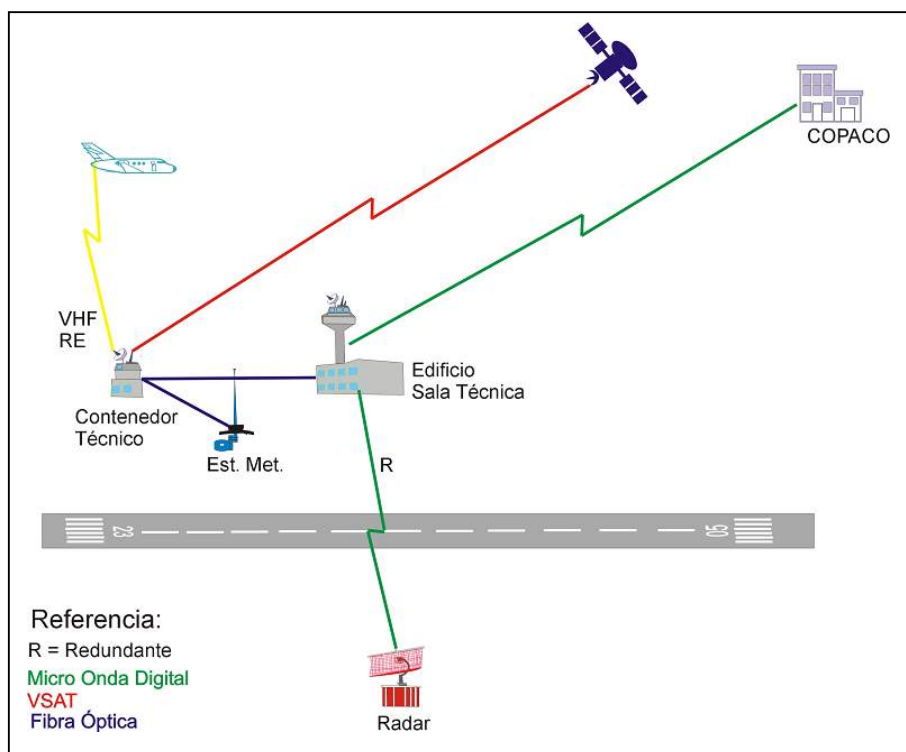 COPACO
VHF
RE
Edificio
Sala Técnica
Contenedor
Técnico
Est. Met.
R
23
05
Referencia:
R = Redundante
Micro Onda Digital
VSAT
Fibra Óptica
Radar